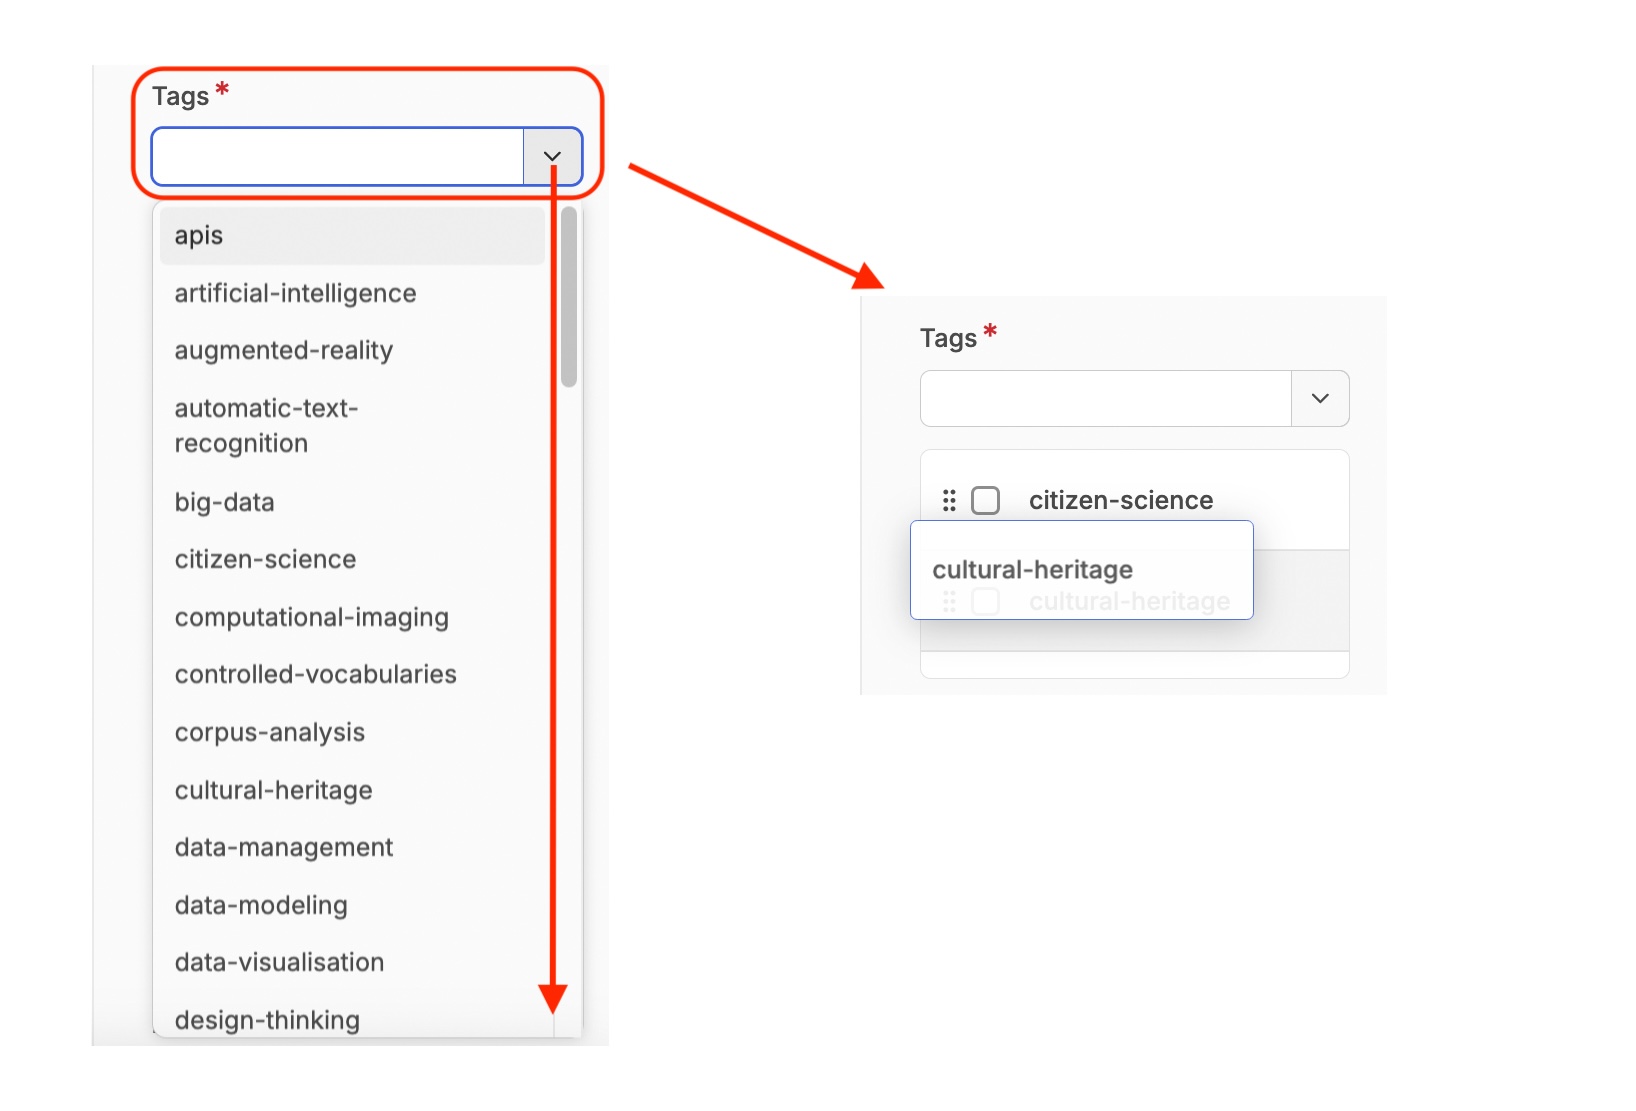 Tags *
apis
artificial-intelligence
augmented-reality
automatic-text-
recognition
big-data
citizen-science
computational-imaging
controlled-vocabularies
corpus-analysis
cultural-heritage
data-management
data-modeling
data-visualisation
design-thinking
Tags *
citizen-science
cultural-heritage
cultural-heritage